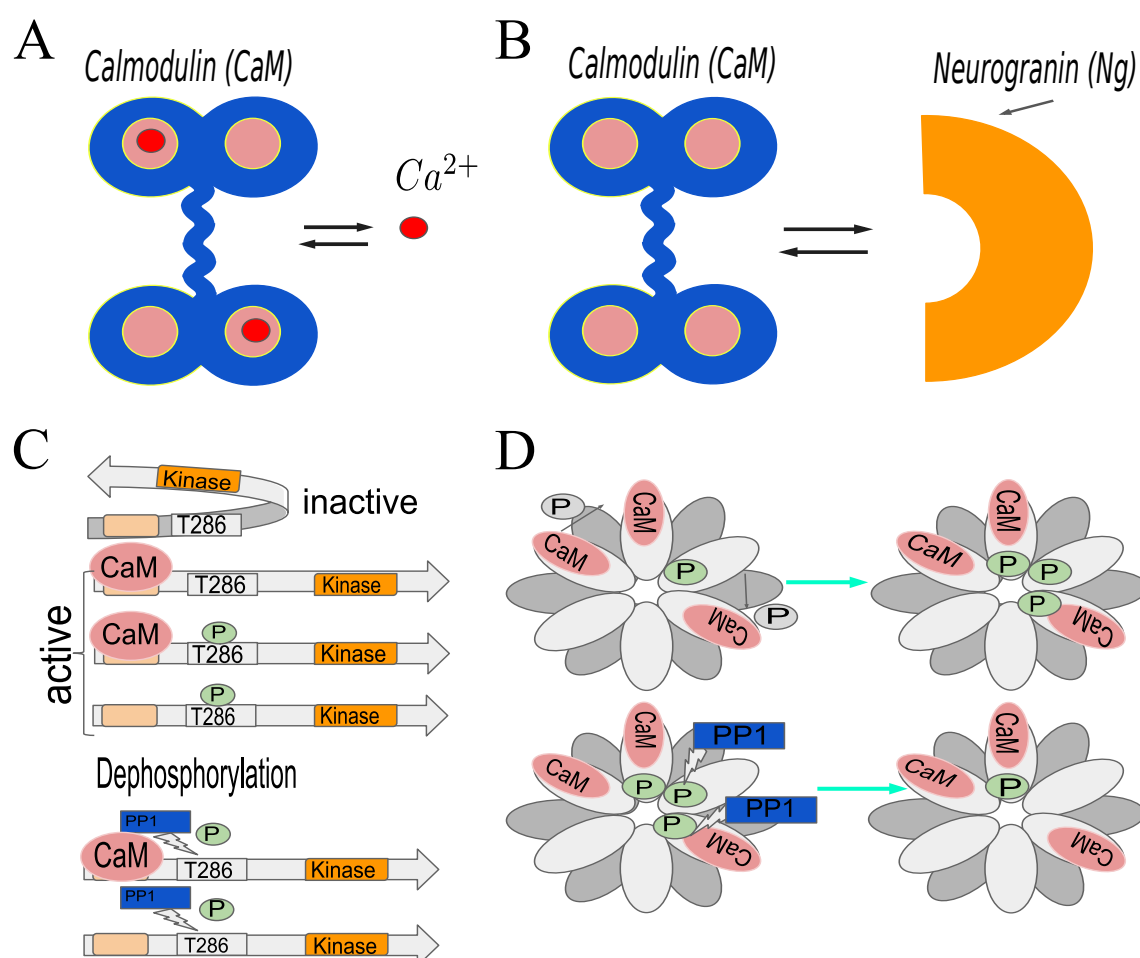 A
Calmodulin (CaM)
Ca²⁺
B
Calmodulin (CaM)
Neurogranin (Ng)
C
Kinase
T286
inactive
active
CaM
T286
Kinase
CaM
P
T286
Kinase
P
T286
Kinase
Dephosphorylation
PP1
P
CaM
T286
Kinase
PP1
P
T286
Kinase
D
P
CaM
CaM
P
CaM
P
CaM
CaM
P
P
P
CaM
CaM
CaM
PP1
P
P
PP1
P
CaM
CaM
CaM
P
CaM